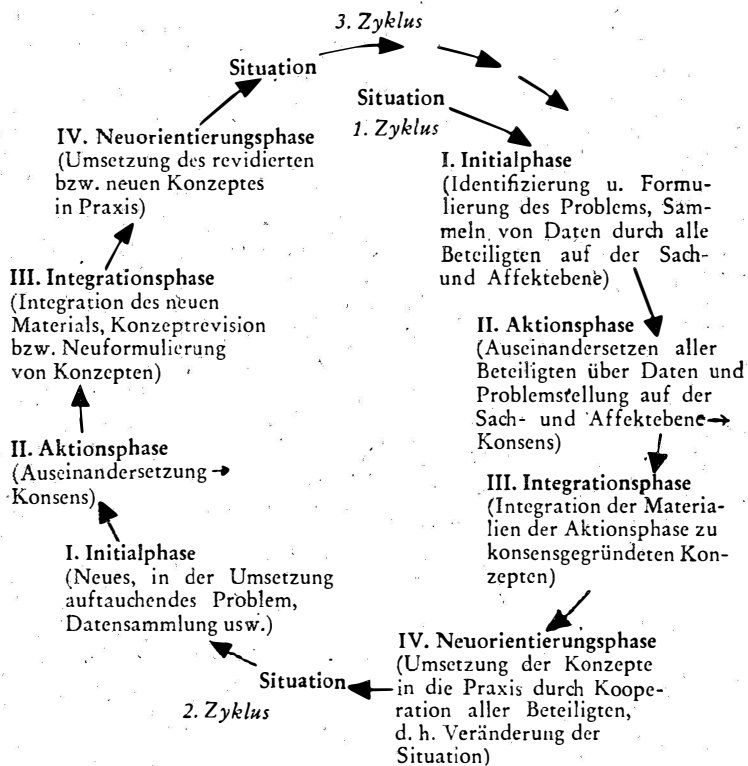 3. Zyklus
Situation
Situation
1. Zyklus
I. Initialphase
(Identifizierung u. Formu-
lierung des Problems, Sam-
meln von Daten durch alle
Beteiligten auf der Sach-
und Affektebene)
II. Aktionsphase
(Auseinandersetzen aller
Beteiligten über Daten und
Problemstellung auf der
Sach- und Affektebene→
Konsens)
III. Integrationsphase
(Integration der Materia-
lien der Aktionsphase zu
konsensgegründeten Kon-
zepten)
IV. Neuorientierungsphase
(Umsetzung der Konzepte
in die Praxis durch Koope-
ration aller Beteiligten,
d. h. Veränderung der
Situation)
Situation
2. Zyklus
I. Initialphase
(Neues, in der Umsetzung
auftauchendes Problem,
Datensammlung usw.)
II. Aktionsphase
(Auseinandersetzung →
Konsens)
III. Integrationsphase
(Integration des neuen
Materials, Konzeptrevision
bzw. Neuformulierung
von Konzepten)
IV. Neuorientierungsphase
(Umsetzung des revidierten
bzw. neuen Konzeptes
in Praxis)